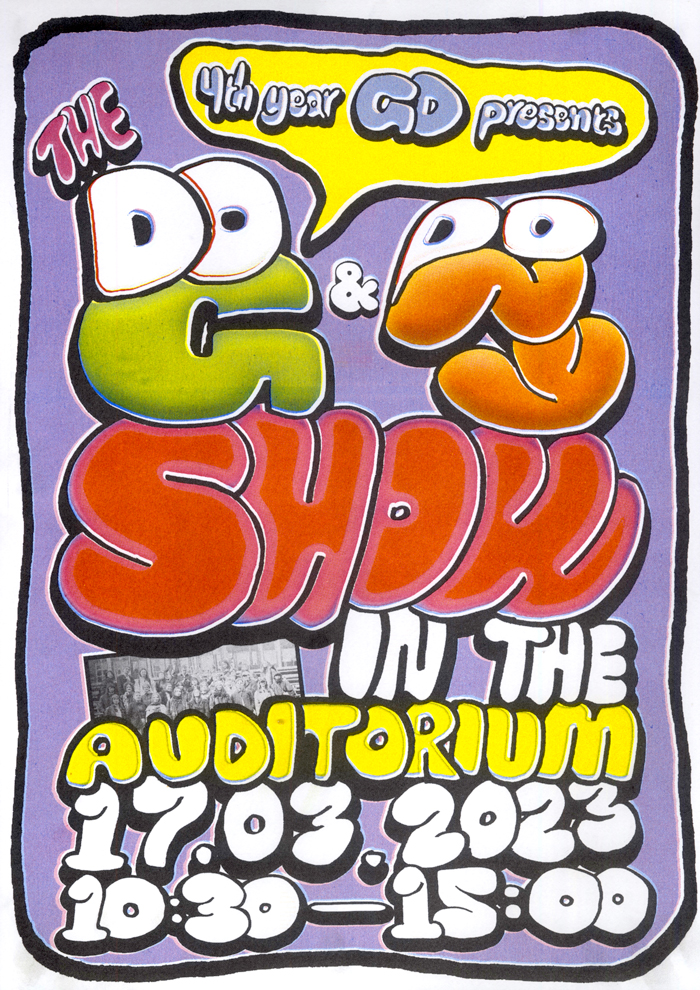 4th year GD presents
THE
DOG & PONY
SHOW
IN THE
AUDITORIUM
17.03.2023
10:30—15:00